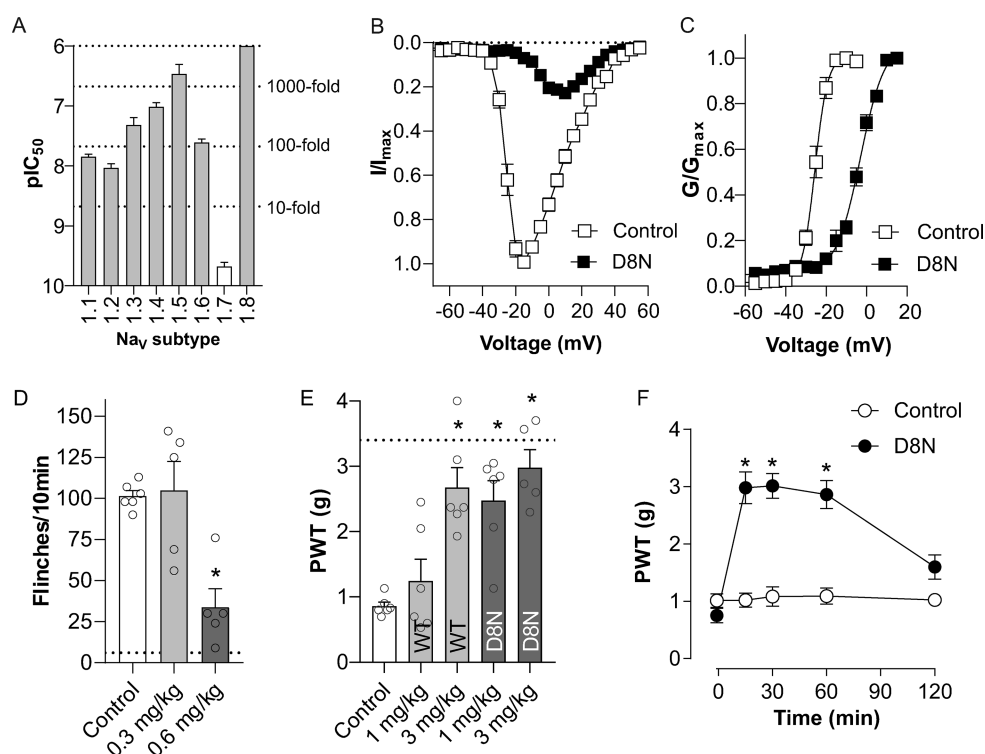 A
6
7
8
9
10
pIC50
1000-fold
100-fold
10-fold
1.1
1.2
1.3
1.4
1.5
1.6
1.7
1.8
NaV subtype
B
0.0
0.2
0.4
0.6
0.8
1.0
I/Imax
Control
D8N
-60 -40 -20 0 20 40 60
Voltage (mV)
C
1.0
0.8
0.6
0.4
0.2
0.0
G/Gmax
Control
D8N
-60 -40 -20 0 20
Voltage (mV)
D
150
125
100
75
50
25
0
Flinches/10min
*
Control
0.3 mg/kg
0.6 mg/kg
E
4
3
2
1
0
PWT (g)
* * *
WT
WT
D8N
D8N
Control
1 mg/kg
3 mg/kg
1 mg/kg
3 mg/kg
F
Control
D8N
4
3
2
1
0
PWT (g)
* * *
0 30 60 90 120
Time (min)